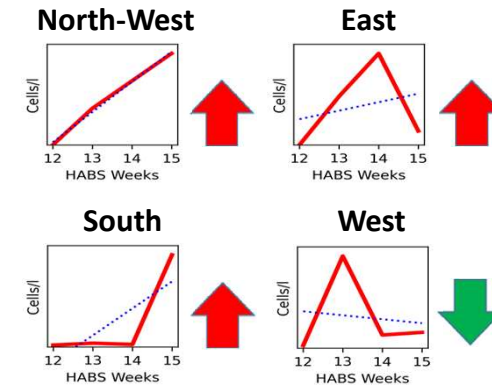 North-West
Cells/l
12 13 14 15
HABS Weeks
East
Cells/l
12 13 14 15
HABS Weeks
South
Cells/l
12 13 14 15
HABS Weeks
West
Cells/l
12 13 14 15
HABS Weeks